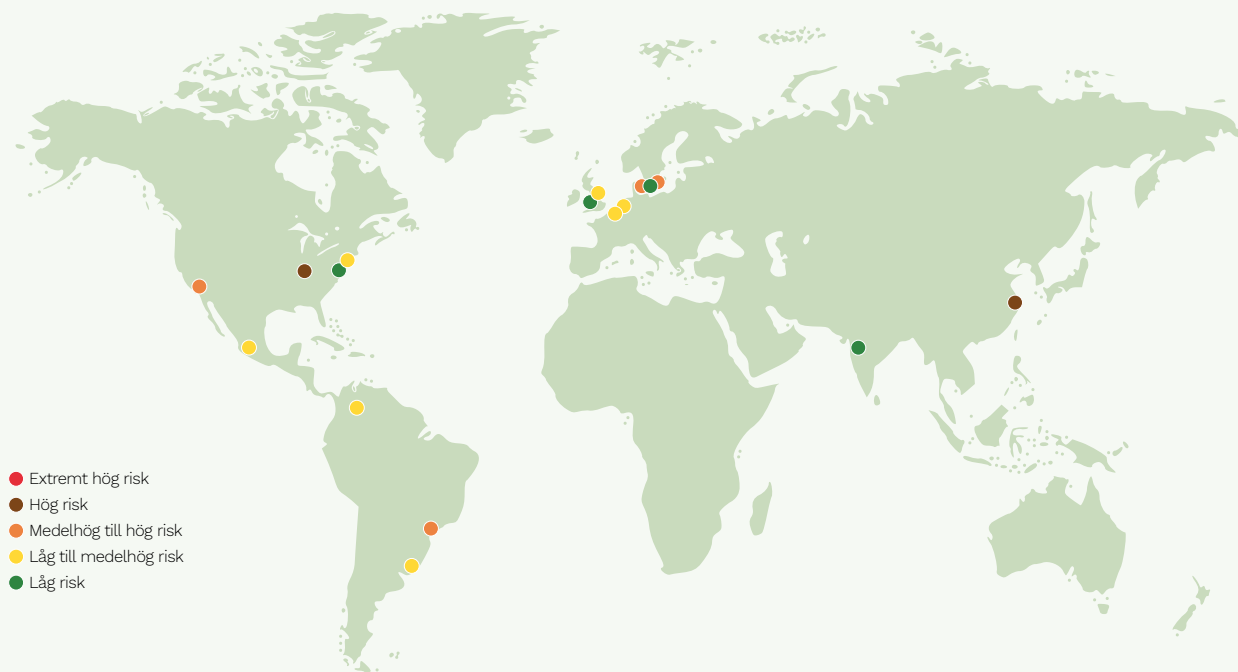 Extremt hög risk
Hög risk
Medelhög till hög risk
Låg till medelhög risk
Låg risk